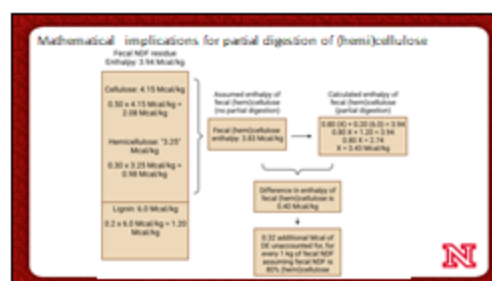 Mathematical implications for partial digestion of (hemi)cellulose
Fecal NDF residue
Enthalpy: 3.94 Mcal/kg
Cellulose: 4.15 Mcal/kg
0.50 x 4.15 Mcal/kg =
2.08 Mcal/kg
Hemicellulose: "3.25"
Mcal/kg
0.30 x 3.25 Mcal/kg =
0.98 Mcal/kg
Lignin: 6.0 Mcal/kg
0.2 x 6.0 Mcal/kg = 1.20
Mcal/kg
Assumed enthalpy of
fecal (hemi)cellulose
(no partial digestion)
Fecal (hemi)cellulose
enthalpy: 3.83 Mcal/kg
Calculated enthalpy of
fecal (hemi)cellulose
(partial digestion)
0.80 (X) + 0.20 (6.0) = 3.94
0.80 X + 1.20 = 3.94
0.80 X = 2.74
X = 3.43 Mcal/kg
Difference in enthalpy of
fecal (hemi)cellulose is
0.40 Mcal/kg
0.32 additional Mcal of
DE unaccounted for, for
every 1 kg of fecal NDF
assuming fecal NDF is
80% (hemi)cellulose
N